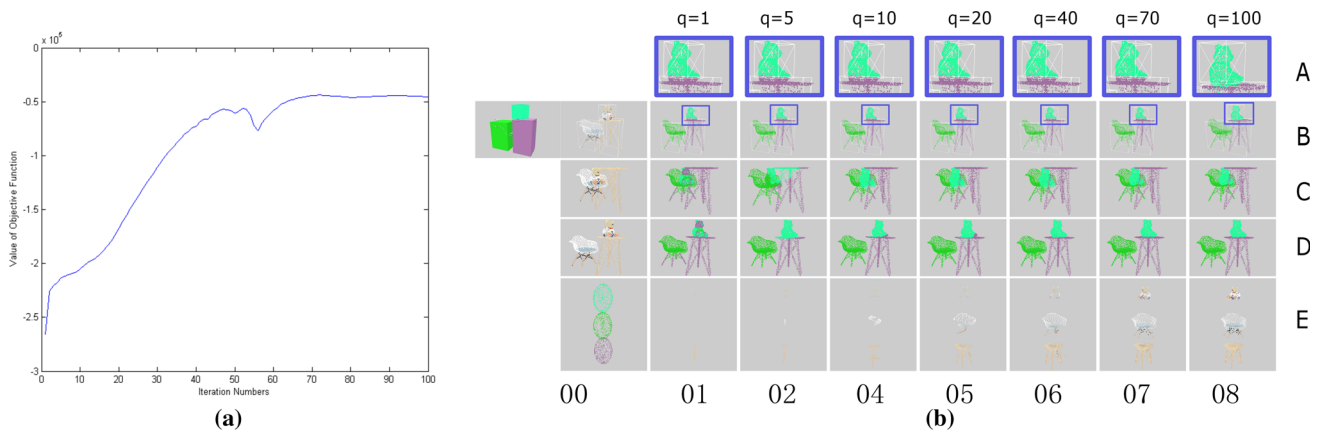 × 10⁵
0
-0.5
-1
-1.5
-2
-2.5
-3
Value of Objective Function
0 10 20 30 40 50 60 70 80 90 100
Iteration Numbers
(a)
q=1 q=5 q=10 q=20 q=40 q=70 q=100
A
B
C
D
E
00 01 02 04 05 06 07 08
(b)